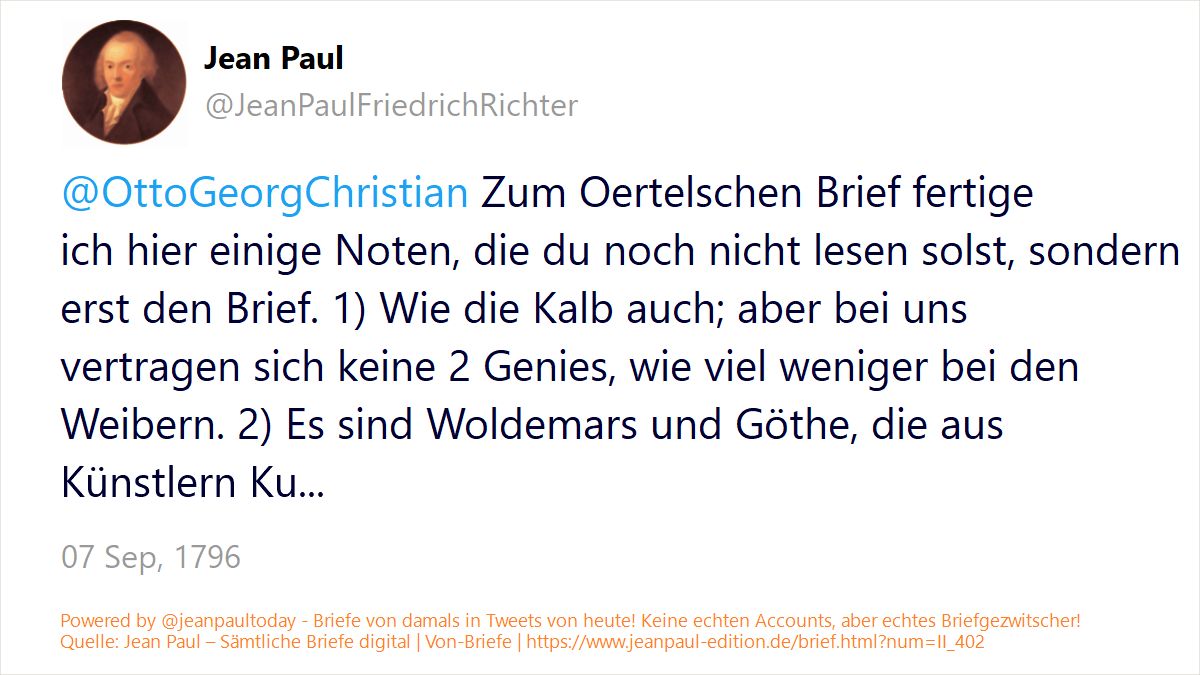 Jean Paul
@JeanPaulFriedrichRichter
@OttoGeorgChristian Zum Oertelschen Brief fertige
ich hier einige Noten, die du noch nicht lesen solst, sondern
erst den Brief. 1) Wie die Kalb auch; aber bei uns
vertragen sich keine 2 Genies, wie viel weniger bei den
Weibern. 2) Es sind Woldemars und Göthe, die aus
Künstlern Ku...
07 Sep, 1796
Powered by @jeanpaultoday - Briefe von damals in Tweets von heute! Keine echten Accounts, aber echtes Briefgezwitscher!
Quelle: Jean Paul – Sämtliche Briefe digital | Von-Briefe | https://www.jeanpaul-edition.de/brief.html?num=II_402